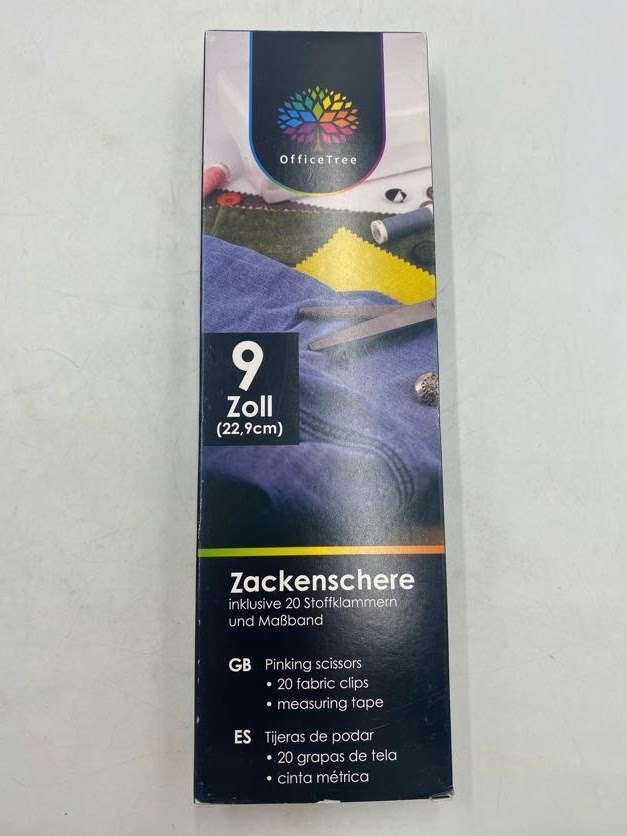 OfficeTree
9
Zoll
(22,9cm)
Zackenschere
inklusive 20 Stoffklammern
und Maßband
GB Pinking scissors
• 20 fabric clips
• measuring tape
ES Tijeras de podar
• 20 grapas de tela
• cinta métrica